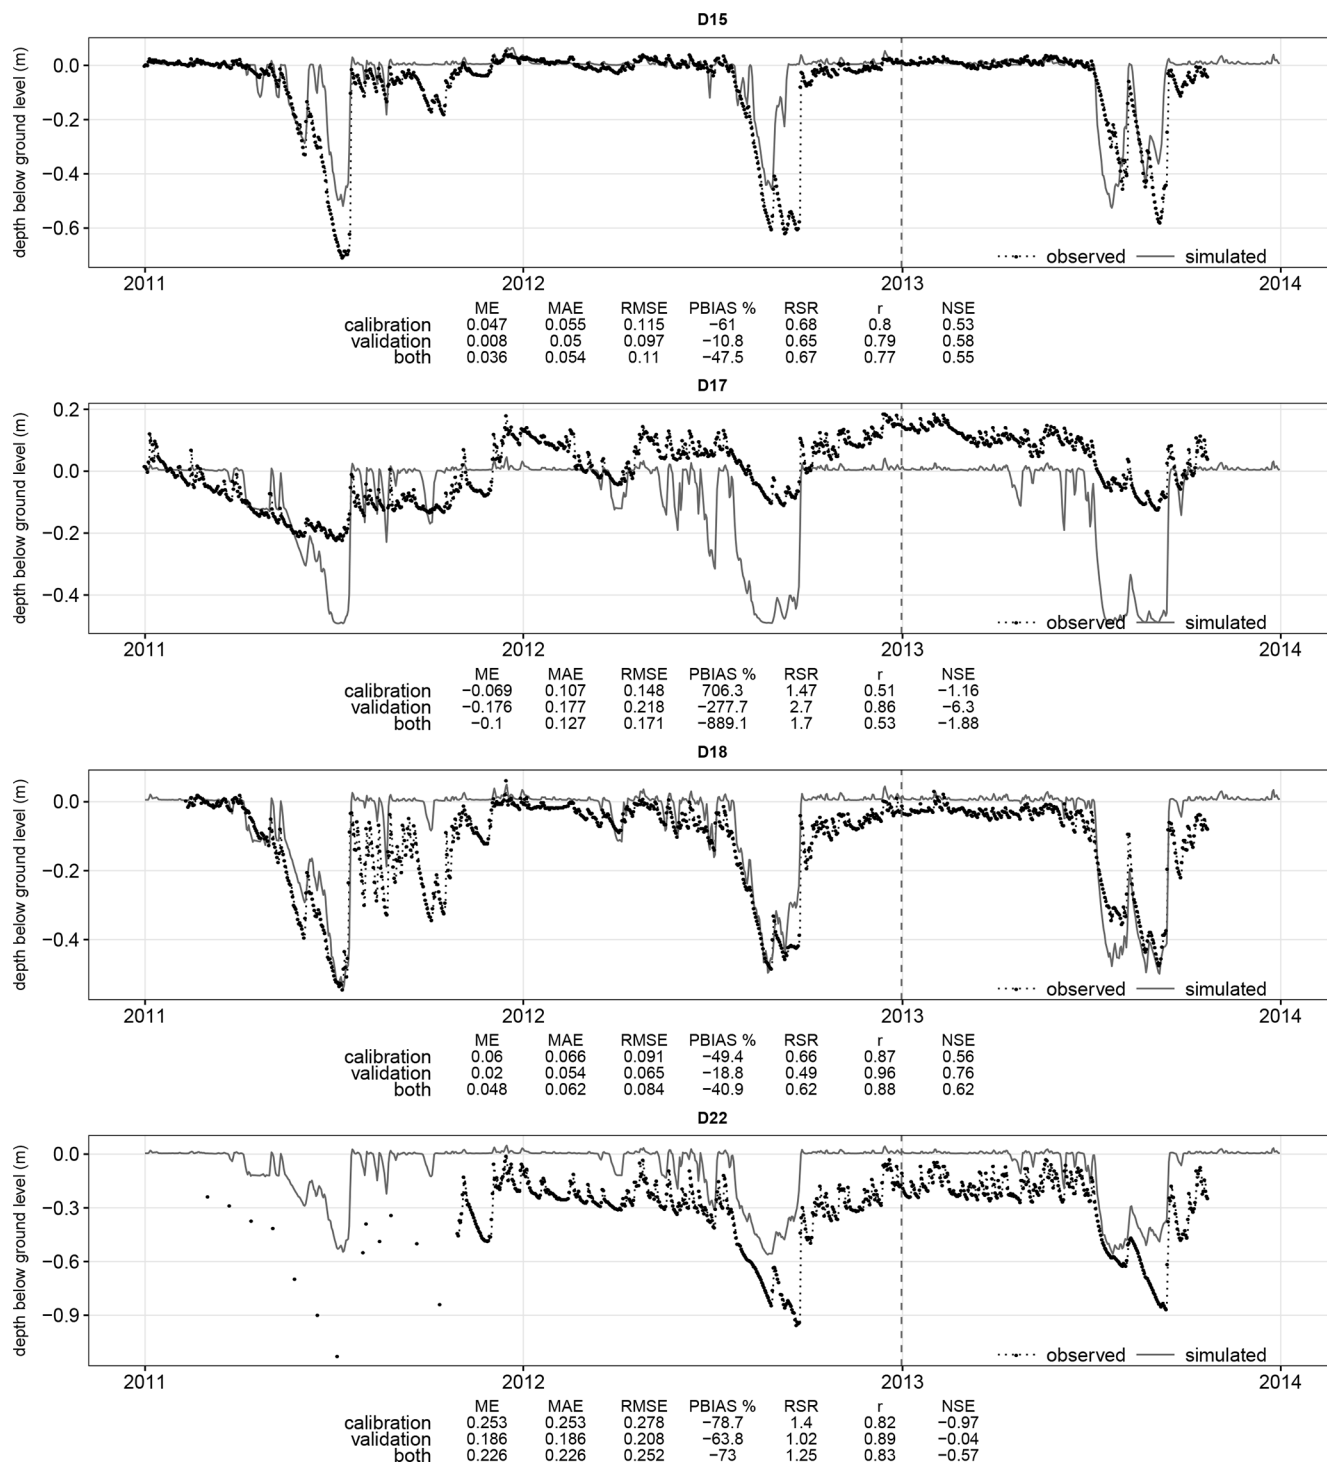 D15
depth below ground level (m)
0.0
−0.2
−0.4
−0.6
observed simulated
2011 2012 2013 2014
ME MAE RMSE PBIAS % RSR r NSE
calibration 0.047 0.055 0.115 −61 0.68 0.8 0.53
validation 0.008 0.05 0.097 −10.8 0.65 0.79 0.58
both 0.036 0.054 0.11 −47.5 0.67 0.77 0.55
D17
depth below ground level (m)
0.2
0.0
−0.2
−0.4
observed simulated
2011 2012 2013 2014
ME MAE RMSE PBIAS % RSR r NSE
calibration −0.069 0.107 0.148 706.3 1.47 0.51 −1.16
validation −0.176 0.177 0.218 −277.7 2.7 0.86 −6.3
both −0.1 0.127 0.171 −889.1 1.7 0.53 −1.88
D18
depth below ground level (m)
0.0
−0.2
−0.4
observed simulated
2011 2012 2013 2014
ME MAE RMSE PBIAS % RSR r NSE
calibration 0.06 0.066 0.091 −49.4 0.66 0.87 0.56
validation 0.02 0.054 0.065 −18.8 0.49 0.96 0.76
both 0.048 0.062 0.084 −40.9 0.62 0.88 0.62
D22
depth below ground level (m)
0.0
−0.3
−0.6
−0.9
observed simulated
2011 2012 2013 2014
ME MAE RMSE PBIAS % RSR r NSE
calibration 0.253 0.253 0.278 −78.7 1.4 0.82 −0.97
validation 0.186 0.186 0.208 −63.8 1.02 0.89 −0.04
both 0.226 0.226 0.252 −73 1.25 0.83 −0.57